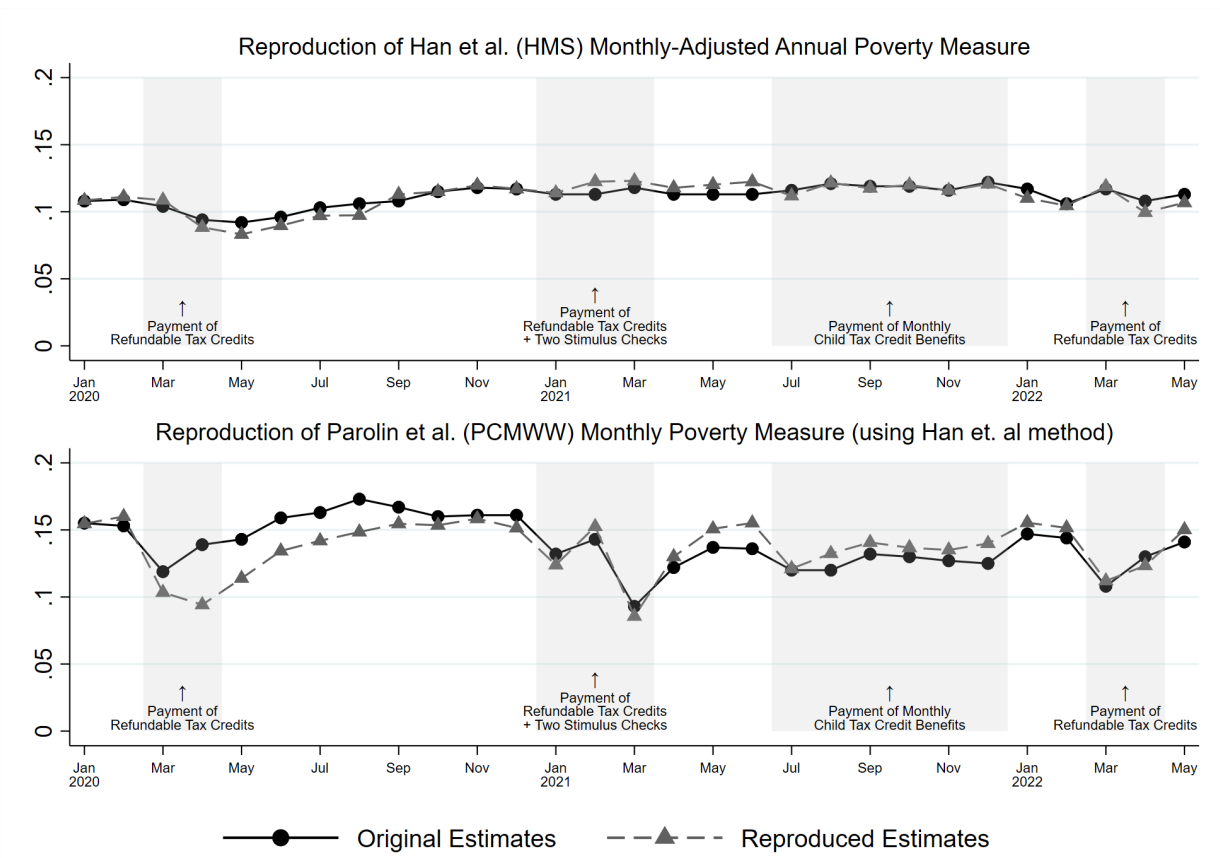 Reproduction of Han et al. (HMS) Monthly-Adjusted Annual Poverty Measure
.2
.15
.1
.05
0
↑ ↑ ↑ ↑
Payment of
Refundable Tax Credits
Payment of
Refundable Tax Credits
+ Two Stimulus Checks
Payment of Monthly
Child Tax Credit Benefits
Payment of
Refundable Tax Credits
Jan Mar May Jul Sep Nov Jan Mar May Jul Sep Nov Jan Mar May
2020 2021 2022
Reproduction of Parolin et al. (PCMWW) Monthly Poverty Measure (using Han et. al method)
.2
.15
.1
.05
0
↑ ↑ ↑ ↑
Payment of
Refundable Tax Credits
Payment of
Refundable Tax Credits
+ Two Stimulus Checks
Payment of Monthly
Child Tax Credit Benefits
Payment of
Refundable Tax Credits
Jan Mar May Jul Sep Nov Jan Mar May Jul Sep Nov Jan Mar May
2020 2021 2022
Original Estimates Reproduced Estimates